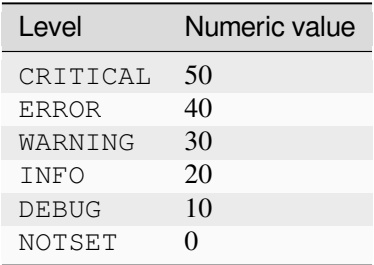 Level Numeric value
CRITICAL 50
ERROR 40
WARNING 30
INFO 20
DEBUG 10
NOTSET 0